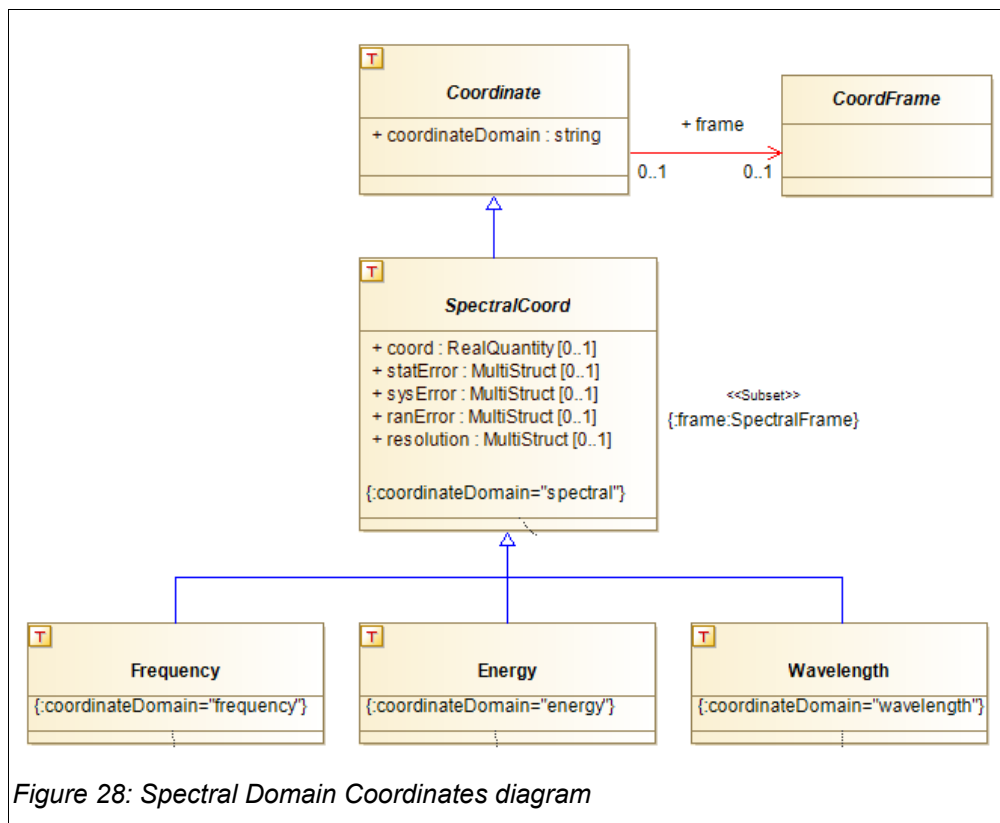 T
Coordinate
+ coordinateDomain : string
CoordFrame
+ frame
0..1
0..1
T
SpectralCoord
+ coord : RealQuantity [0..1]
+ statError : MultiStruct [0..1]
+ sysError : MultiStruct [0..1]
+ ranError : MultiStruct [0..1]
+ resolution : MultiStruct [0..1]
{:coordinateDomain="spectral"}
<<Subset>>
{:frame:SpectralFrame}
T
Frequency
{:coordinateDomain="frequency"}
T
Energy
{:coordinateDomain="energy"}
T
Wavelength
{:coordinateDomain="wavelength"}
Figure 28: Spectral Domain Coordinates diagram